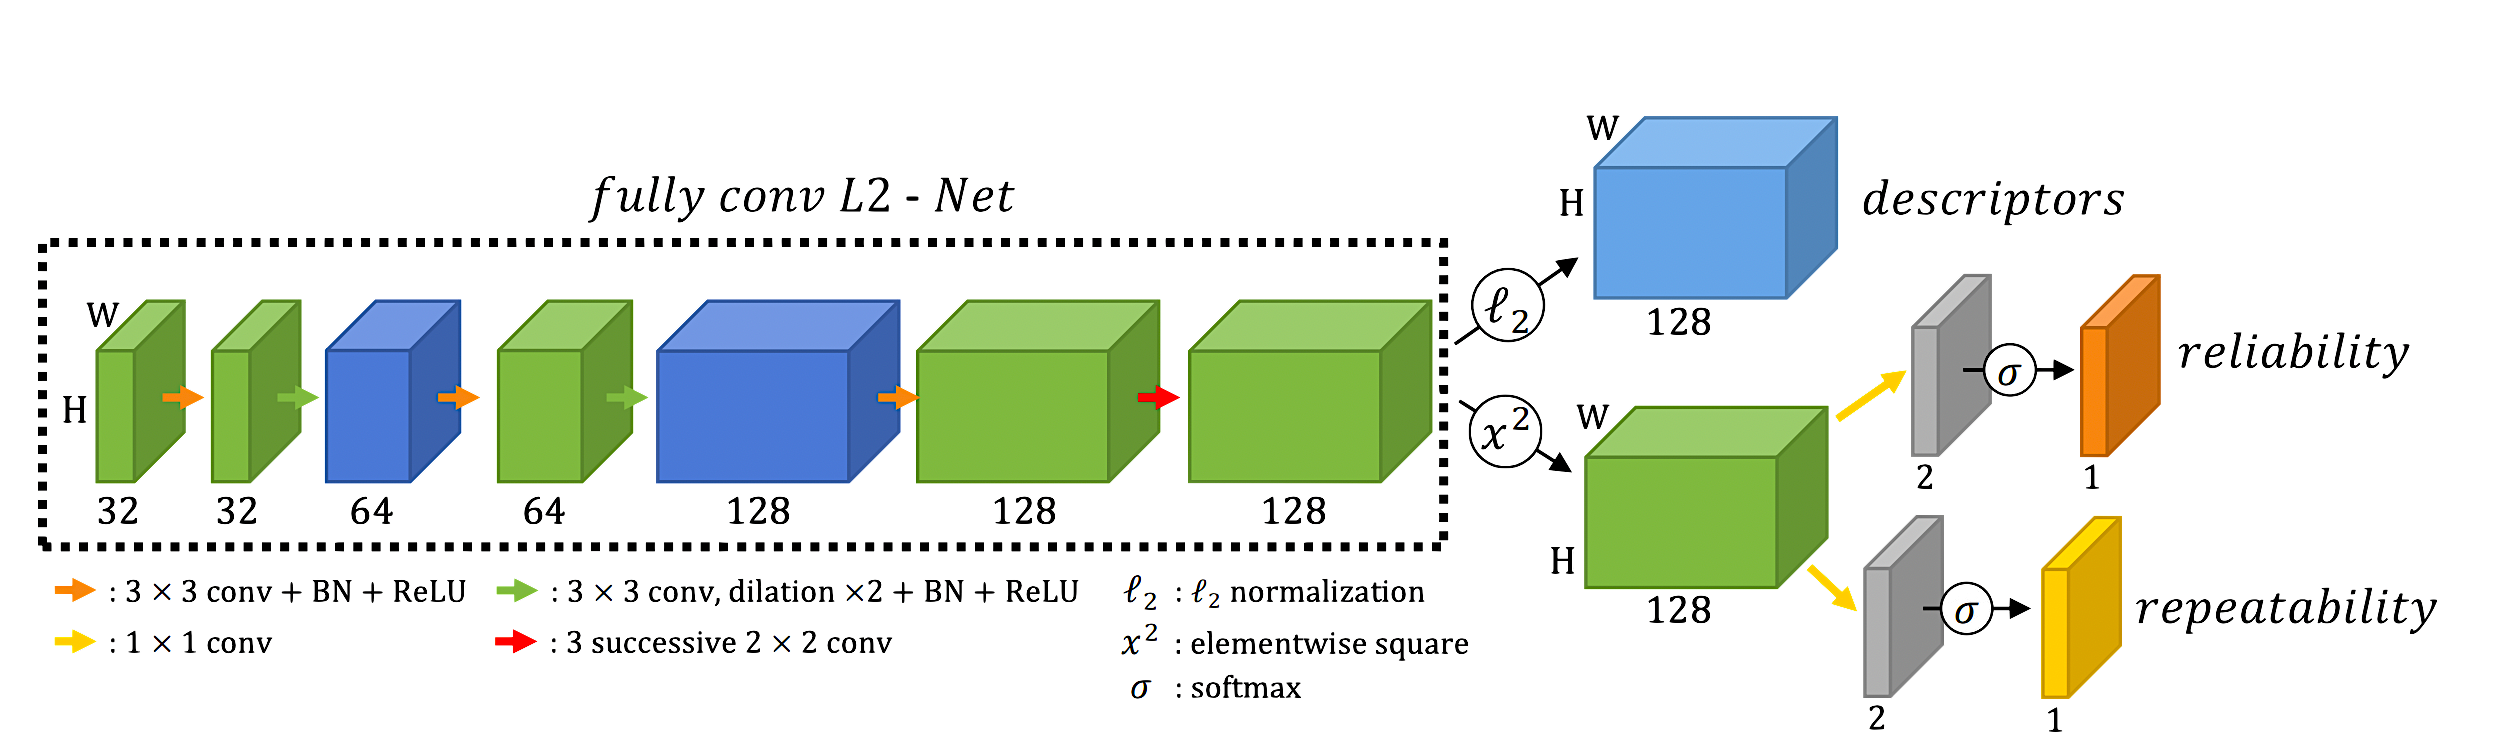 fully conv L2 - Net
W
H
32
32
64
64
128
128
128
ℓ2
x²
W
H
128
descriptors
W
H
128
2
σ
1
reliability
2
σ
1
repeatability
: 3 × 3 conv + BN + ReLU
: 3 × 3 conv, dilation ×2 + BN + ReLU
ℓ2 : ℓ2 normalization
: 1 × 1 conv
: 3 successive 2 × 2 conv
x² : elementwise square
σ : softmax